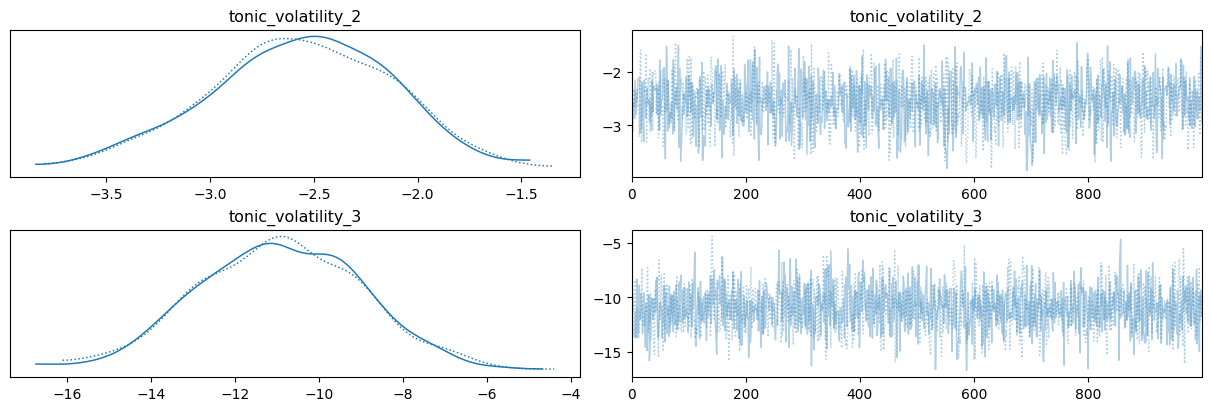 tonic_volatility_2
−3.5 −3.0 −2.5 −2.0 −1.5
tonic_volatility_2
−2
−3
0 200 400 600 800
tonic_volatility_3
−16 −14 −12 −10 −8 −6 −4
tonic_volatility_3
−5
−10
−15
0 200 400 600 800